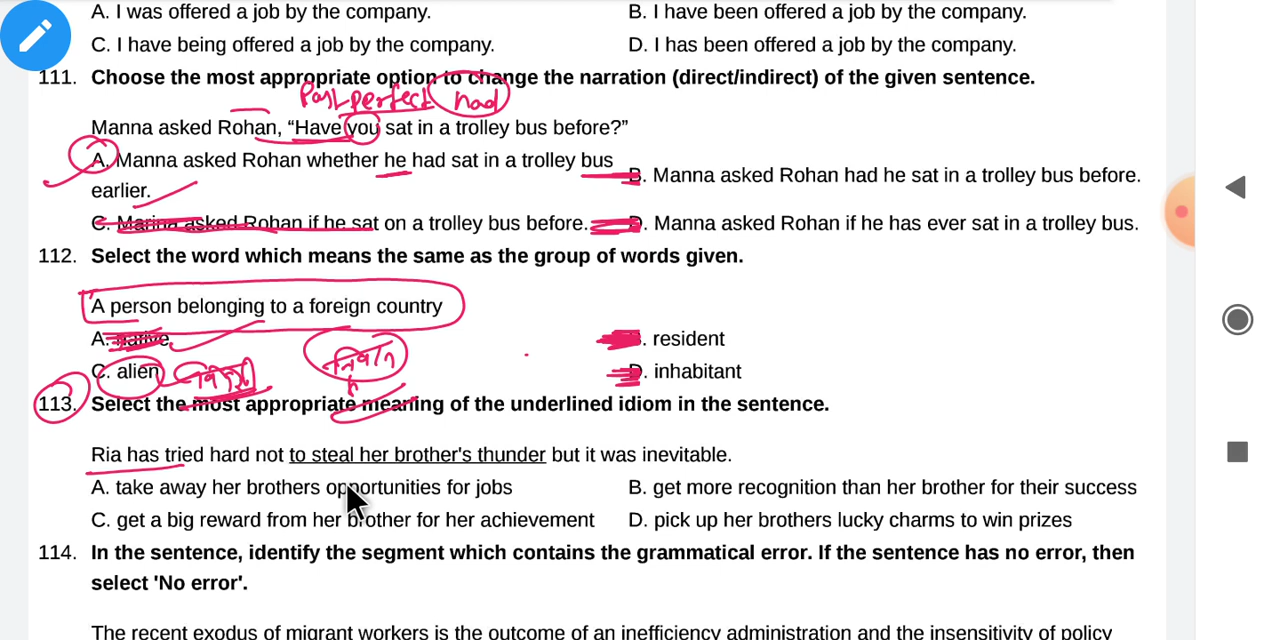 A. I was offered a job by the company. B. I have been offered a job by the company.
C. I have being offered a job by the company. D. I has been offered a job by the company.
111. Choose the most appropriate option to change the narration (direct/indirect) of the given sentence.
Past perfect had
Manna asked Rohan, “Have you sat in a trolley bus before?”
A. Manna asked Rohan whether he had sat in a trolley bus earlier.
B. Manna asked Rohan had he sat in a trolley bus before.
C. Manna asked Rohan if he sat on a trolley bus before. D. Manna asked Rohan if he has ever sat in a trolley bus.
112. Select the word which means the same as the group of words given.
A person belonging to a foreign country
A. native B. resident
C. alien D. inhabitant
113. Select the most appropriate meaning of the underlined idiom in the sentence.
Ria has tried hard not to steal her brother's thunder but it was inevitable.
A. take away her brothers opportunities for jobs B. get more recognition than her brother for their success
C. get a big reward from her brother for her achievement D. pick up her brothers lucky charms to win prizes
114. In the sentence, identify the segment which contains the grammatical error. If the sentence has no error, then
select 'No error'.
The recent exodus of migrant workers is the outcome of an inefficiency administration and the insensitivity of policy